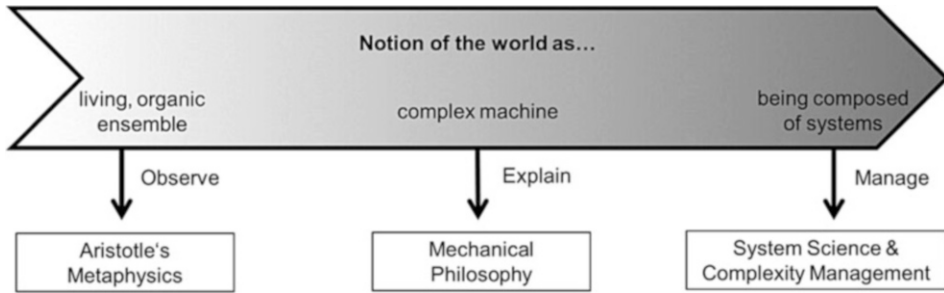 Notion of the world as…
living, organic
ensemble
complex machine
being composed
of systems
Observe
Explain
Manage
Aristotle‘s
Metaphysics
Mechanical
Philosophy
System Science &
Complexity Management